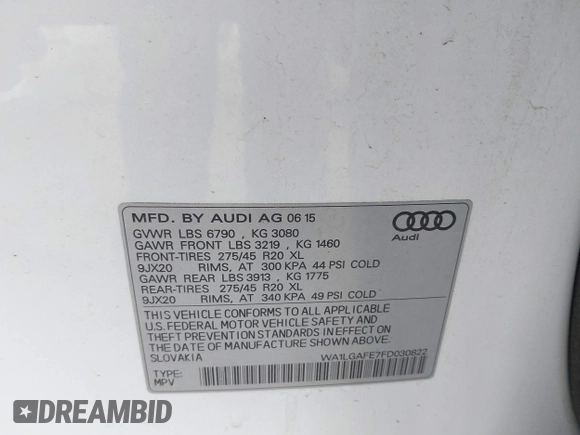 MFD. BY AUDI AG 06 15
GVWR LBS 6790 , KG 3080
GAWR FRONT LBS 3219 , KG 1460
FRONT-TIRES 275/45 R20 XL
9JX20 RIMS, AT 300 KPA 44 PSI COLD
GAWR REAR LBS 3913 , KG 1775
REAR-TIRES 275/45 R20 XL
9JX20 RIMS, AT 340 KPA 49 PSI COLD
Audi
THIS VEHICLE CONFORMS TO ALL APPLICABLE
U.S. FEDERAL MOTOR VEHICLE SAFETY AND
THEFT PREVENTION STANDARDS IN EFFECT ON
THE DATE OF MANUFACTURE SHOWN ABOVE.
SLOVAKIA
WA1LGAFE7FD030822
TYPE:
MPV
DREAMBID